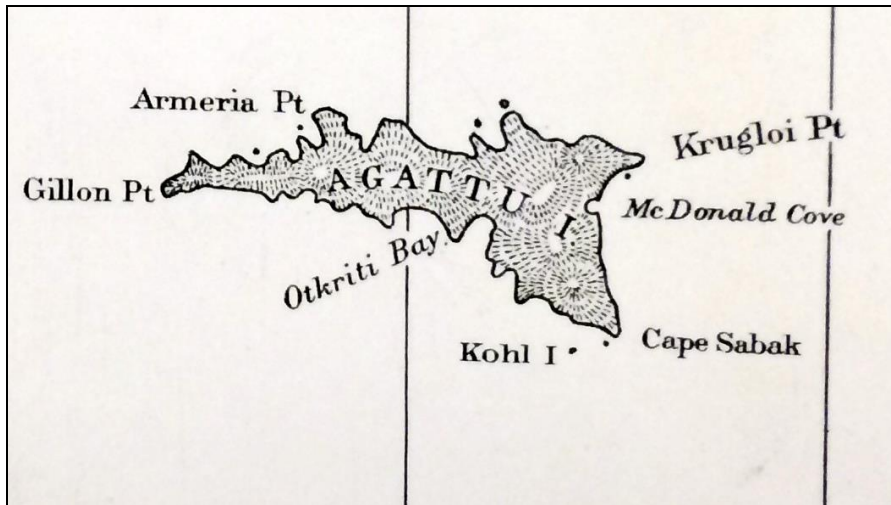 Armeria Pt
Krugloi Pt
Gillon Pt
AGATTU I
McDonald Cove
Otkriti Bay
Kohl I
Cape Sabak